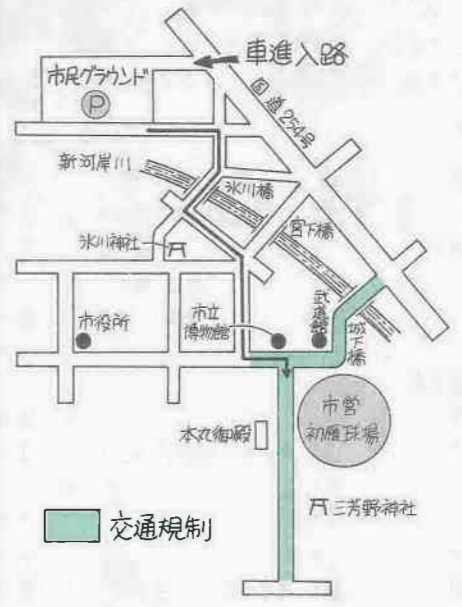 車進入路
市民グラウンド
P
国道254号
新河岸川
氷川橋
宮下橋
氷川神社
市役所
市立
博物館
武道館
城下橋
市営
初雁球場
本丸御殿
三芳野神社
交通規制